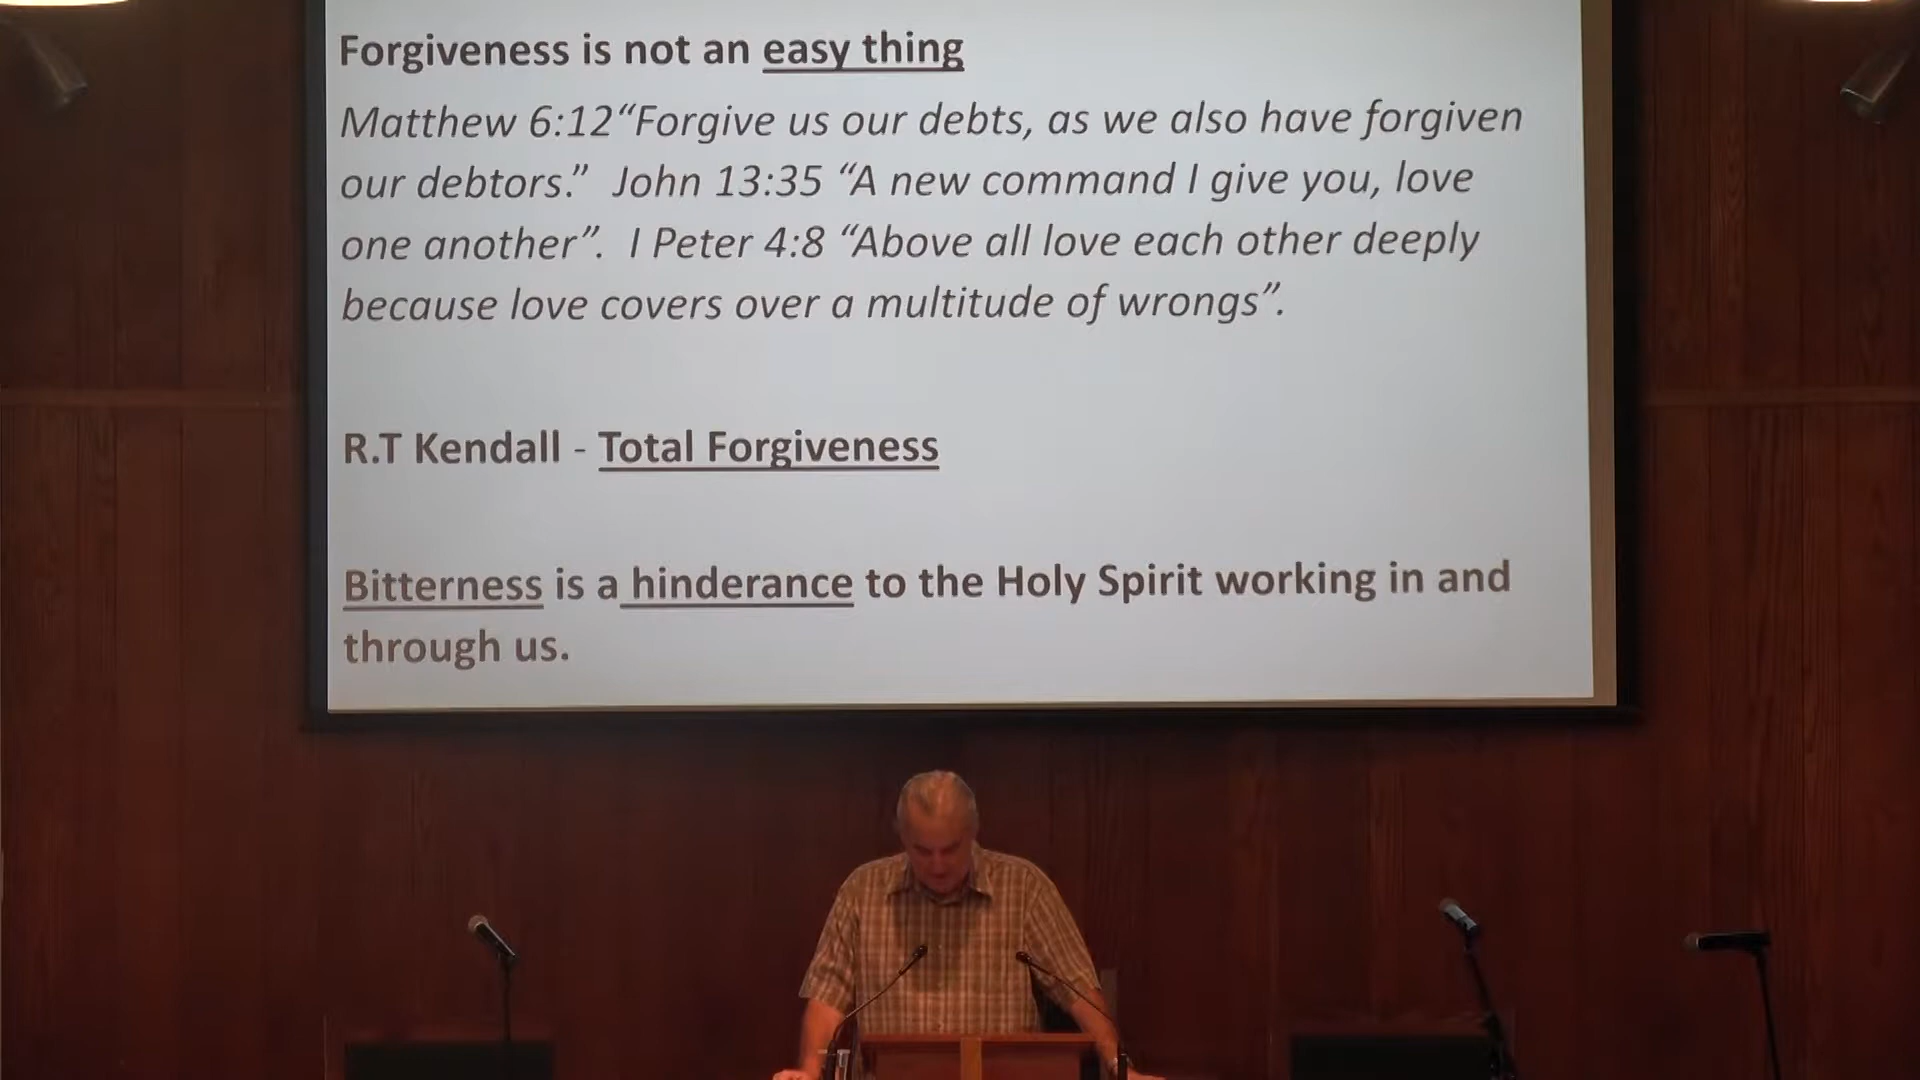 Forgiveness is not an easy thing
Matthew 6:12“Forgive us our debts, as we also have forgiven
our debtors.”  John 13:35 “A new command I give you, love
one another”.  I Peter 4:8 “Above all love each other deeply
because love covers over a multitude of wrongs”.
R.T Kendall - Total Forgiveness
Bitterness is a hinderance to the Holy Spirit working in and
through us.